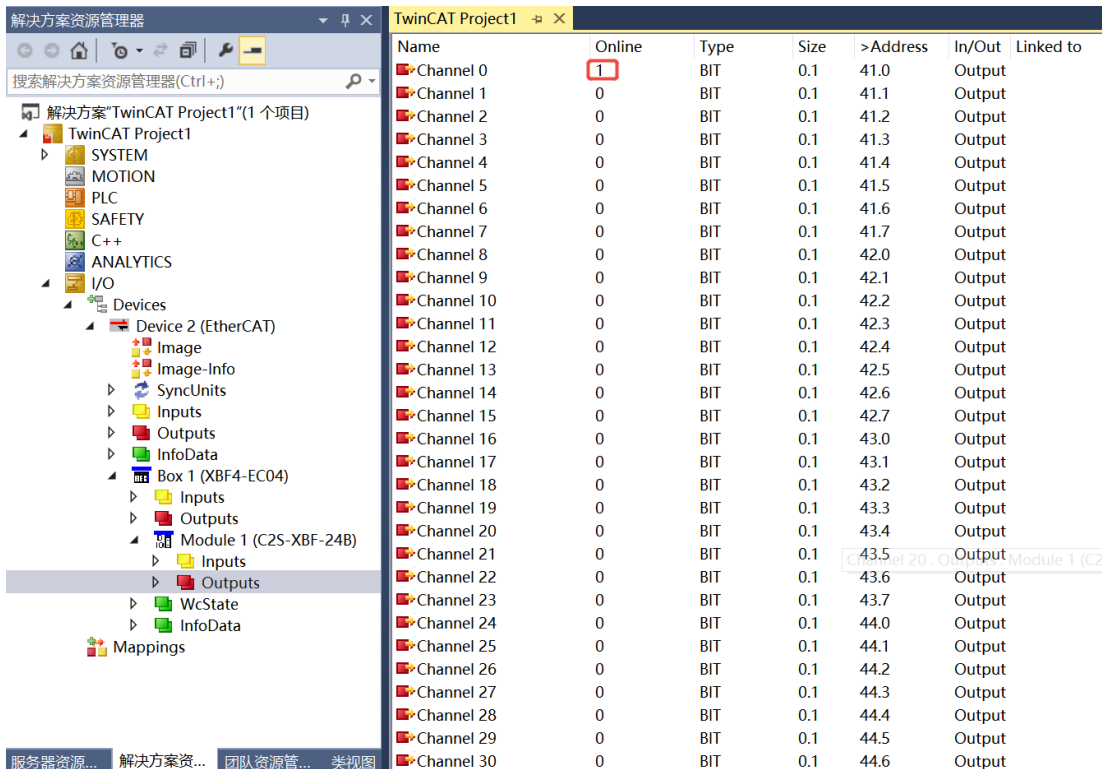 解决方案资源管理器
搜索解决方案资源管理器(Ctrl+;)
解决方案"TwinCAT Project1"(1 个项目)
TwinCAT Project1
SYSTEM
MOTION
PLC
SAFETY
C++
ANALYTICS
I/O
Devices
Device 2 (EtherCAT)
Image
Image-Info
SyncUnits
Inputs
Outputs
InfoData
Box 1 (XBF4-EC04)
Inputs
Outputs
Module 1 (C2S-XBF-24B)
Inputs
Outputs
WcState
InfoData
Mappings
服务器资源... 解决方案资... 团队资源管... 类视图
TwinCAT Project1
Name Online Type Size >Address In/Out Linked to
Channel 0 1 BIT 0.1 41.0 Output
Channel 1 0 BIT 0.1 41.1 Output
Channel 2 0 BIT 0.1 41.2 Output
Channel 3 0 BIT 0.1 41.3 Output
Channel 4 0 BIT 0.1 41.4 Output
Channel 5 0 BIT 0.1 41.5 Output
Channel 6 0 BIT 0.1 41.6 Output
Channel 7 0 BIT 0.1 41.7 Output
Channel 8 0 BIT 0.1 42.0 Output
Channel 9 0 BIT 0.1 42.1 Output
Channel 10 0 BIT 0.1 42.2 Output
Channel 11 0 BIT 0.1 42.3 Output
Channel 12 0 BIT 0.1 42.4 Output
Channel 13 0 BIT 0.1 42.5 Output
Channel 14 0 BIT 0.1 42.6 Output
Channel 15 0 BIT 0.1 42.7 Output
Channel 16 0 BIT 0.1 43.0 Output
Channel 17 0 BIT 0.1 43.1 Output
Channel 18 0 BIT 0.1 43.2 Output
Channel 19 0 BIT 0.1 43.3 Output
Channel 20 0 BIT 0.1 43.4 Output
Channel 21 0 BIT 0.1 43.5 Output
Channel 20 . Outputs . Module 1 (C2
Channel 22 0 BIT 0.1 43.6 Output
Channel 23 0 BIT 0.1 43.7 Output
Channel 24 0 BIT 0.1 44.0 Output
Channel 25 0 BIT 0.1 44.1 Output
Channel 26 0 BIT 0.1 44.2 Output
Channel 27 0 BIT 0.1 44.3 Output
Channel 28 0 BIT 0.1 44.4 Output
Channel 29 0 BIT 0.1 44.5 Output
Channel 30 0 BIT 0.1 44.6 Output